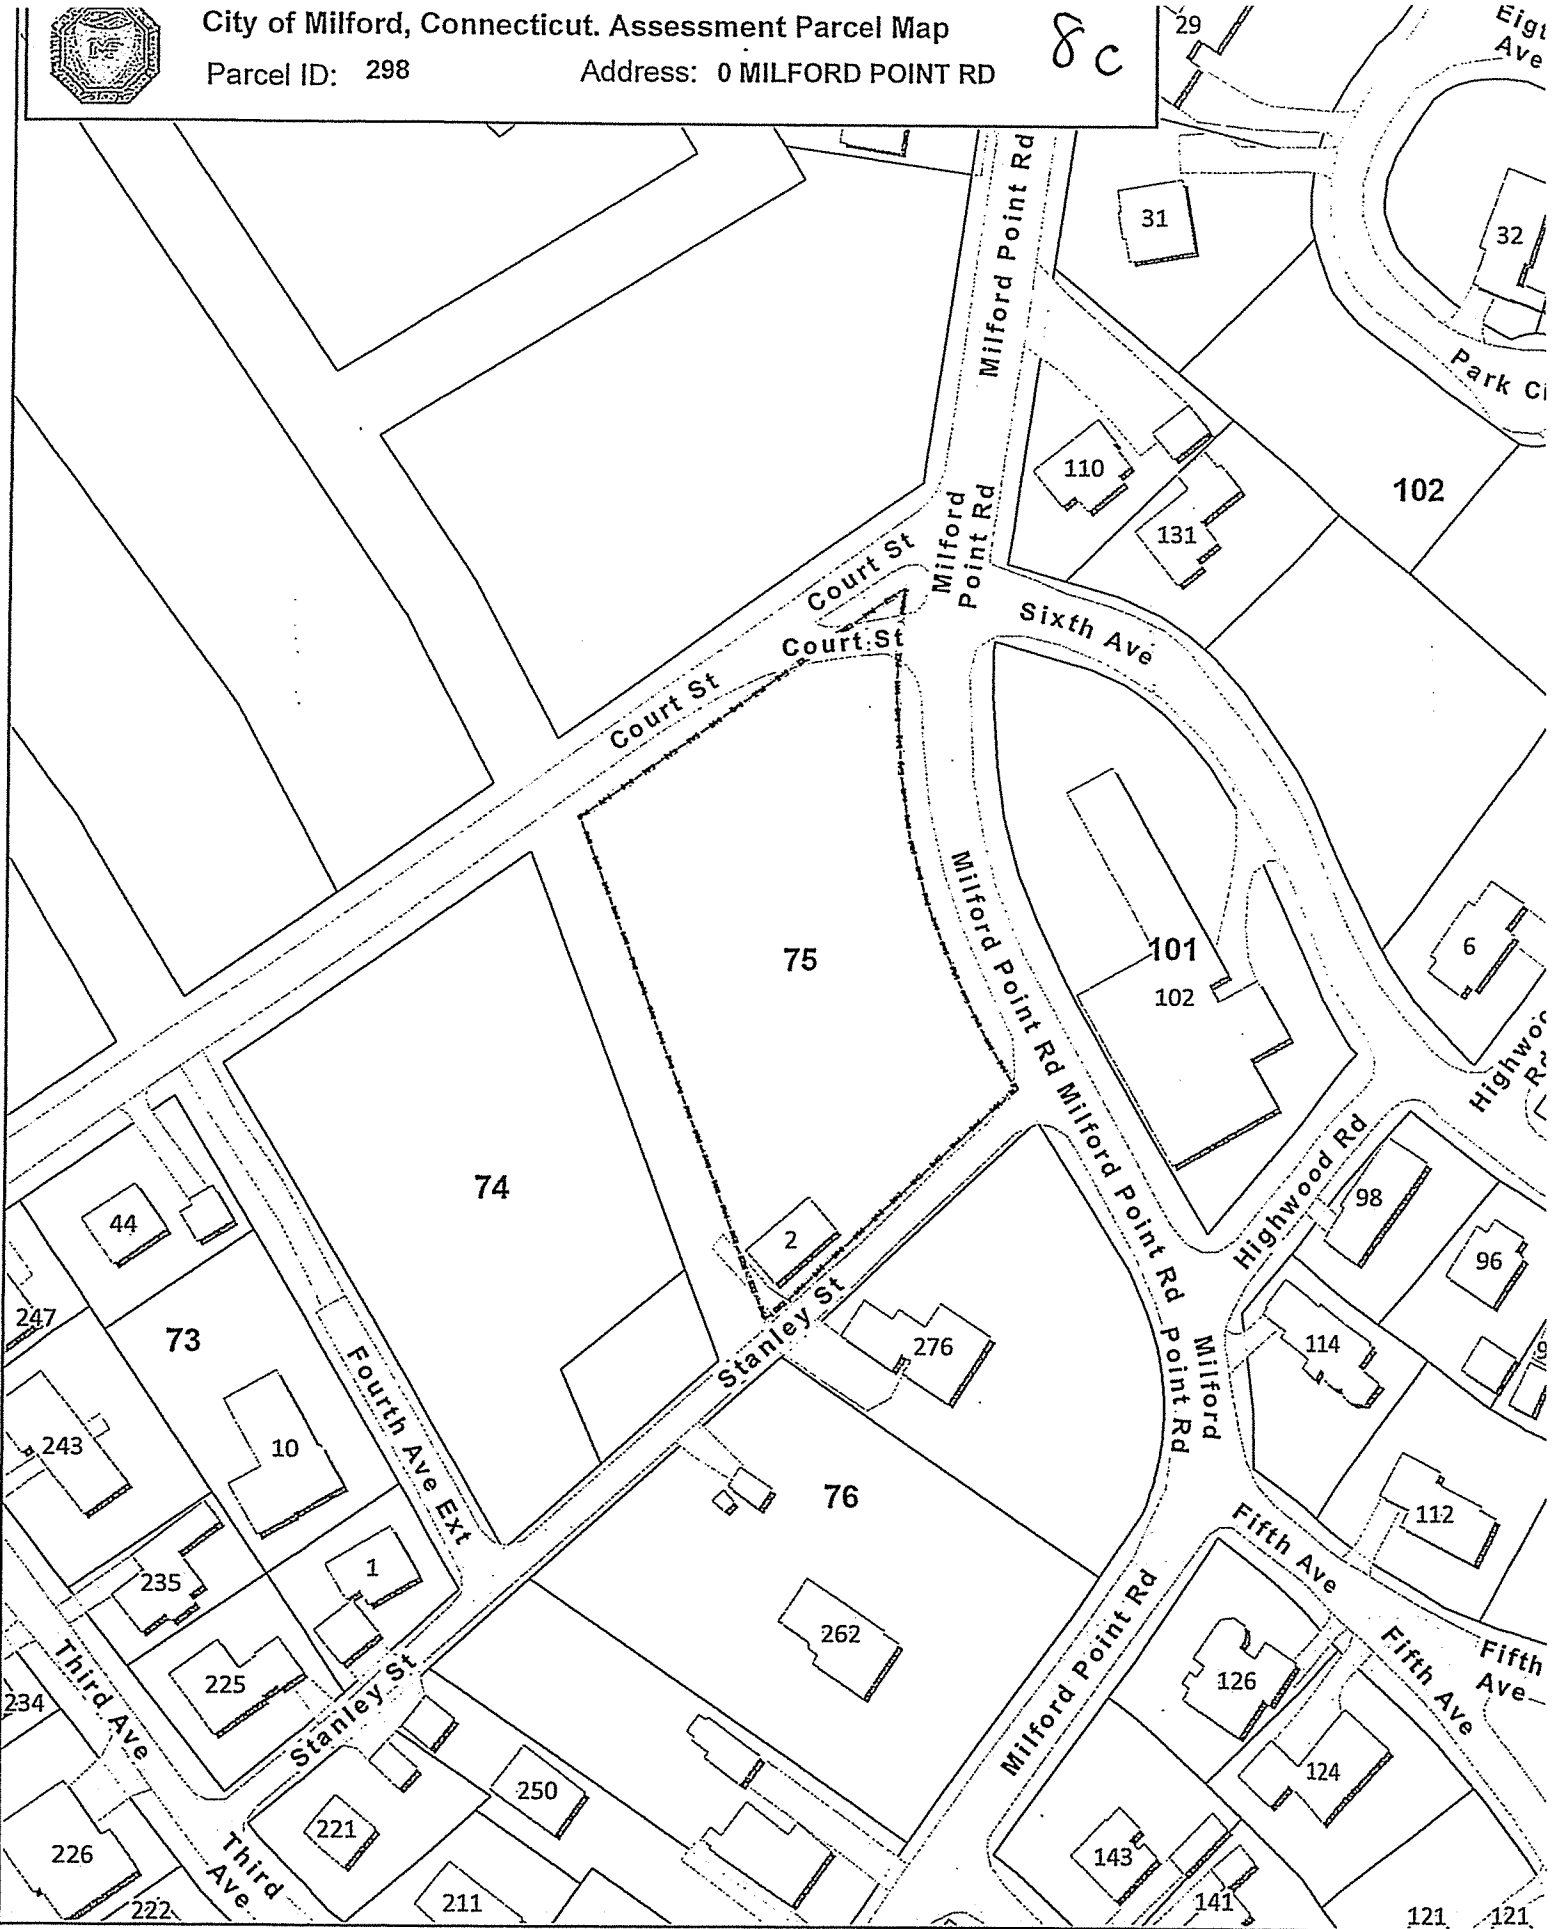 City of Milford, Connecticut. Assessment Parcel Map
Parcel ID: 298
Address: 0 MILFORD POINT RD
8c
29
Ave
31
32
Milford Point Rd
Park
110
102
131
Milford
Point Rd
Court St
Sixth Ave
Court St
Court St
75
Milford Point Rd
101
102
6
Milford Point Rd
Rd
74
Highwood Rd
98
44
2
96
247
73
Stanley St
276
Milford
Point Rd
114
Fourth Ave Ext
243
10
76
112
Fifth Ave
235
1
262
Milford Point Rd
Fifth Ave
Fifth
Ave
Third Ave
225
126
234
Stanley St
124
250
221
226
143
Third
Ave
222
211
141
121
121